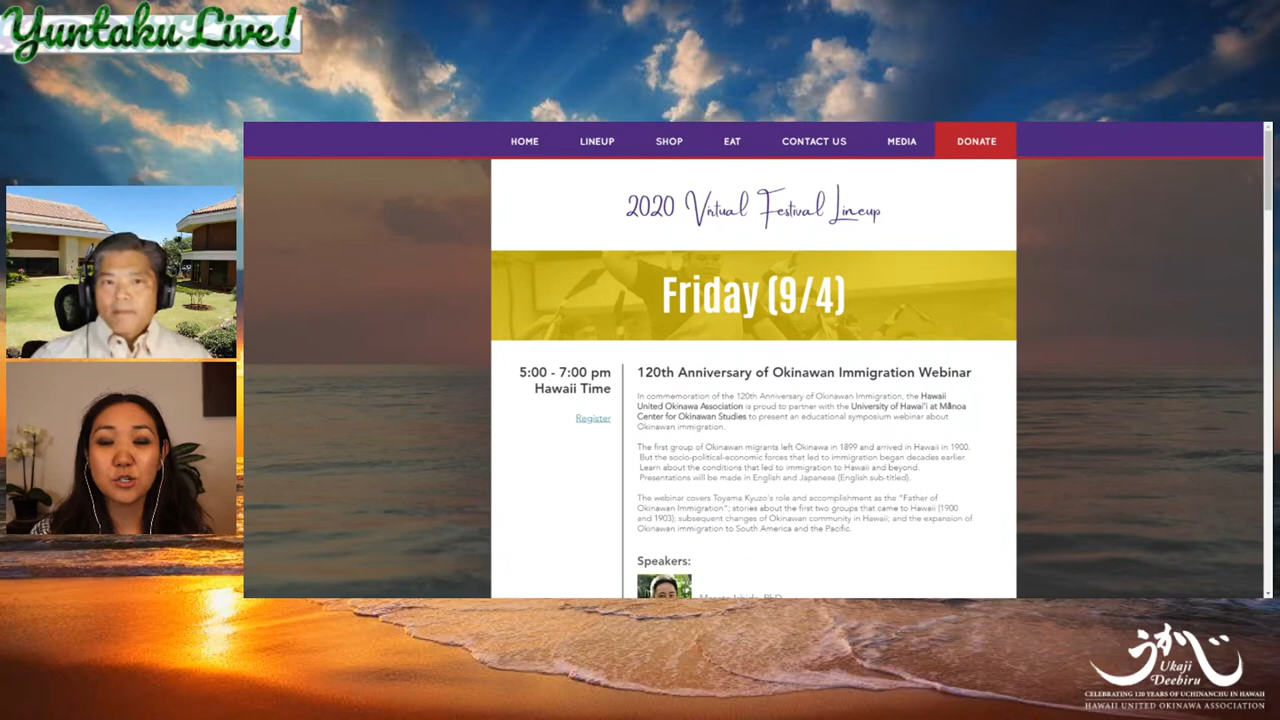 Yuntaku Live!
HOME LINEUP SHOP EAT CONTACT US MEDIA DONATE
2020 Virtual Festival Lineup
Friday (9/4)
5:00 - 7:00 pm
Hawaii Time
Register
120th Anniversary of Okinawan Immigration Webinar
In commemoration of the 120th Anniversary of Okinawan Immigration, the Hawaii
United Okinawa Association is proud to partner with the University of Hawai'i at Mānoa
Center for Okinawan Studies to present an educational symposium webinar about
Okinawan immigration.
The first group of Okinawan migrants left Okinawa in 1899 and arrived in Hawaii in 1900.
But the socio-political-economic forces that led to immigration began decades earlier.
Learn about the conditions that led to immigration to Hawaii and beyond.
Presentations will be made in English and Japanese (English sub-titled).
The webinar covers Toyama Kyuzo's role and accomplishment as the "Father of
Okinawan Immigration"; stories about the first two groups that came to Hawaii (1900
and 1903); subsequent changes of Okinawan community in Hawaii; and the expansion of
Okinawan immigration to South America and the Pacific.
Speakers:
うかじ
Ukaji
Deebiru
CELEBRATING 120 YEARS OF UCHINANCHU IN HAWAII
HAWAII UNITED OKINAWA ASSOCIATION